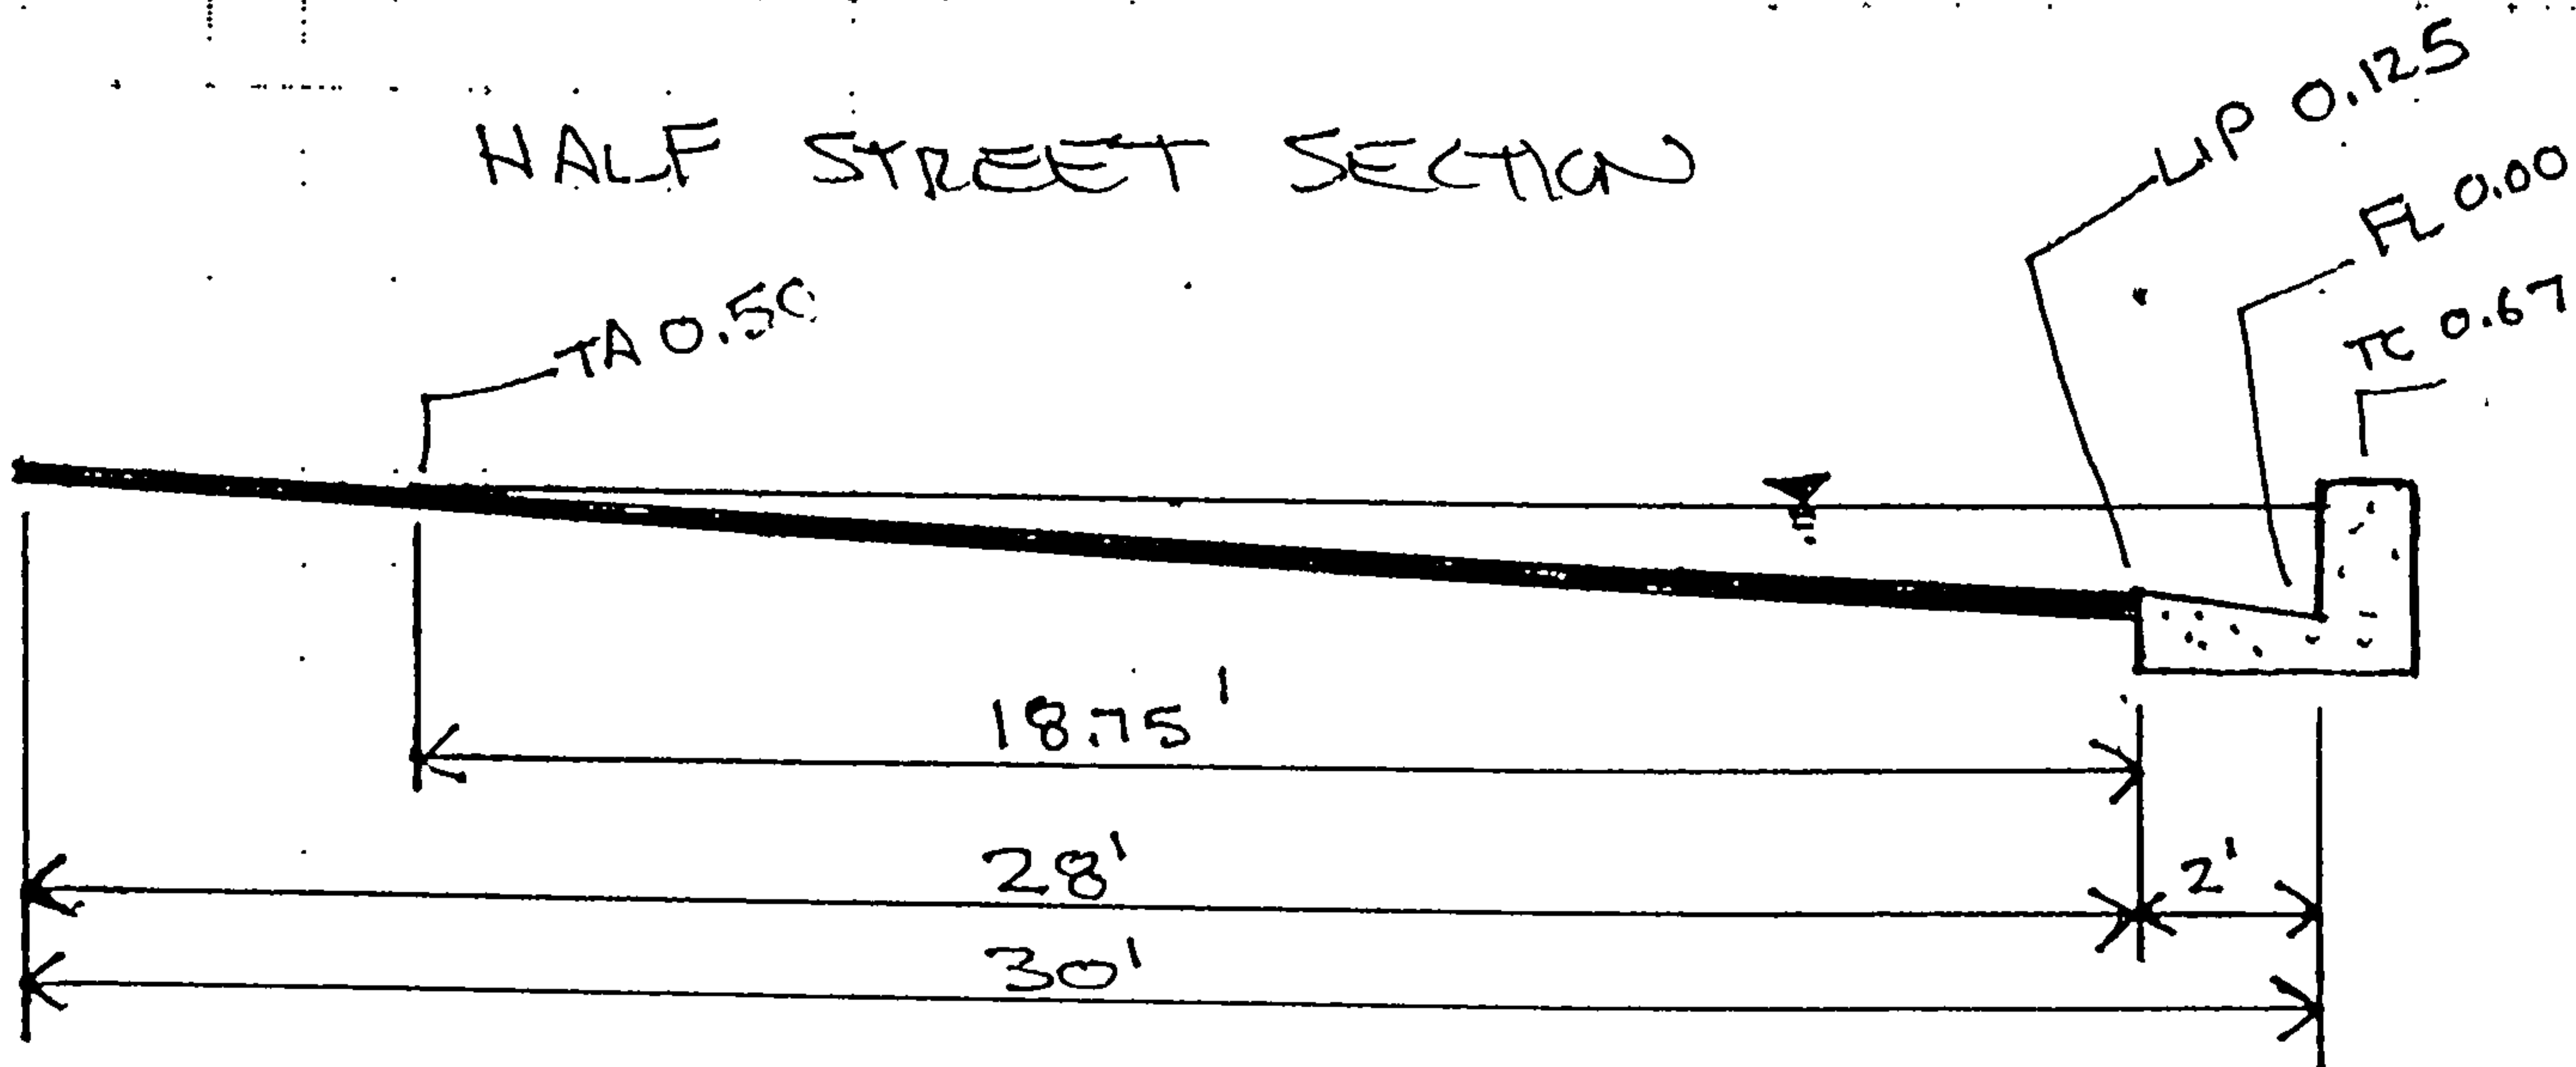 HALF STREET SECTION
LIP 0.125
FL 0.00
TC 0.67
TA 0.50
18.75'
28'
2'
30'